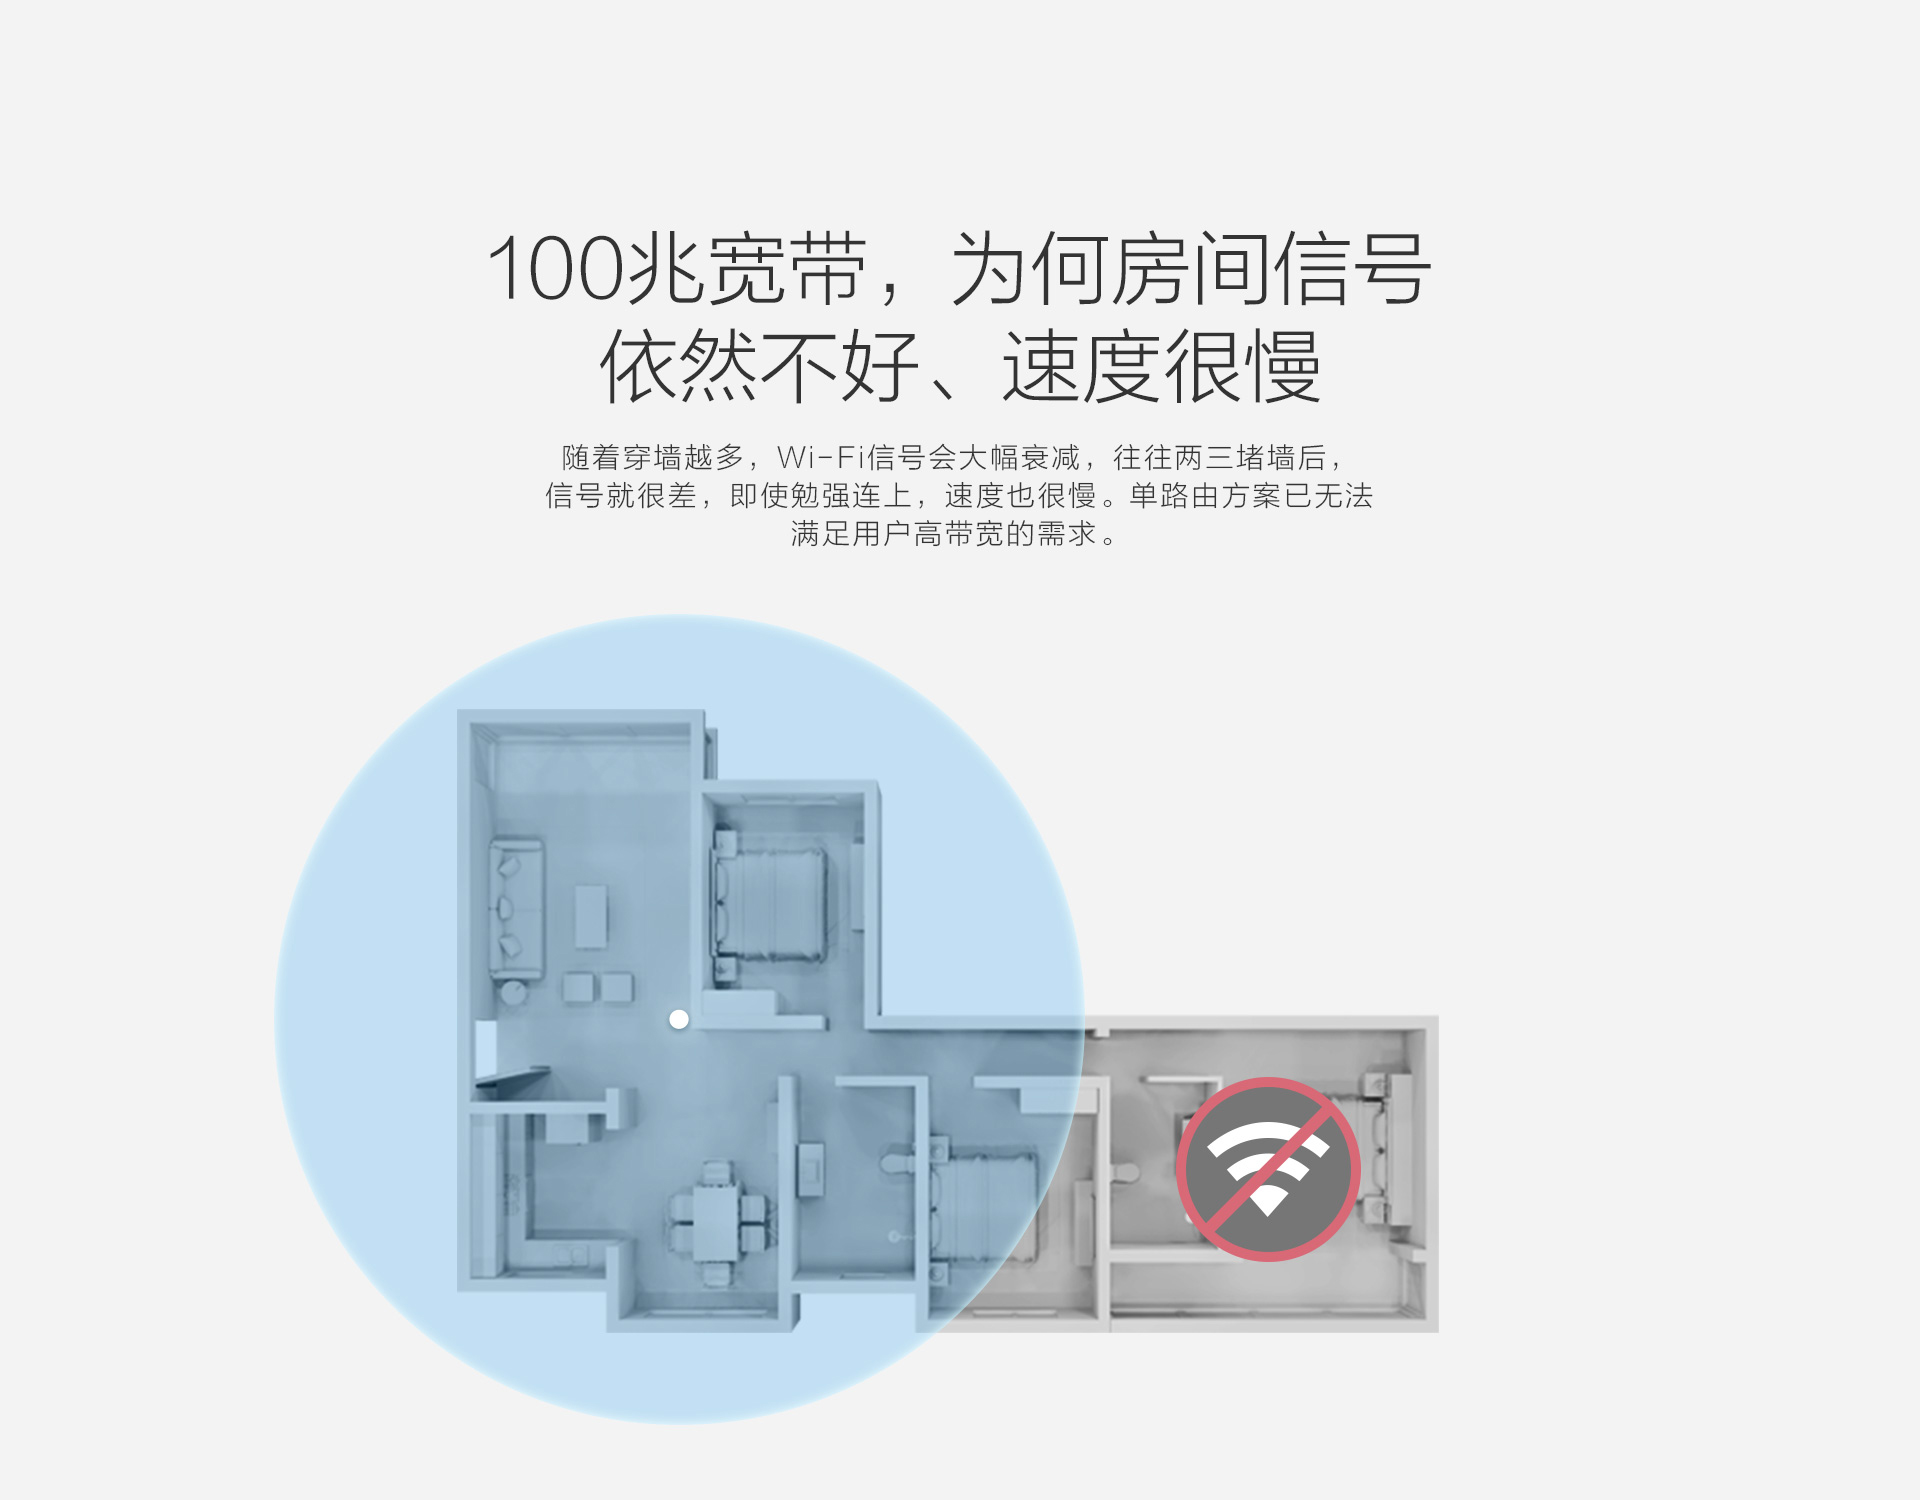 100兆宽带，为何房间信号
依然不好、速度很慢
随着穿墙越多，Wi-Fi信号会大幅衰减，往往两三堵墙后，
信号就很差，即使勉强连上，速度也很慢。单路由方案已无法
满足用户高带宽的需求。